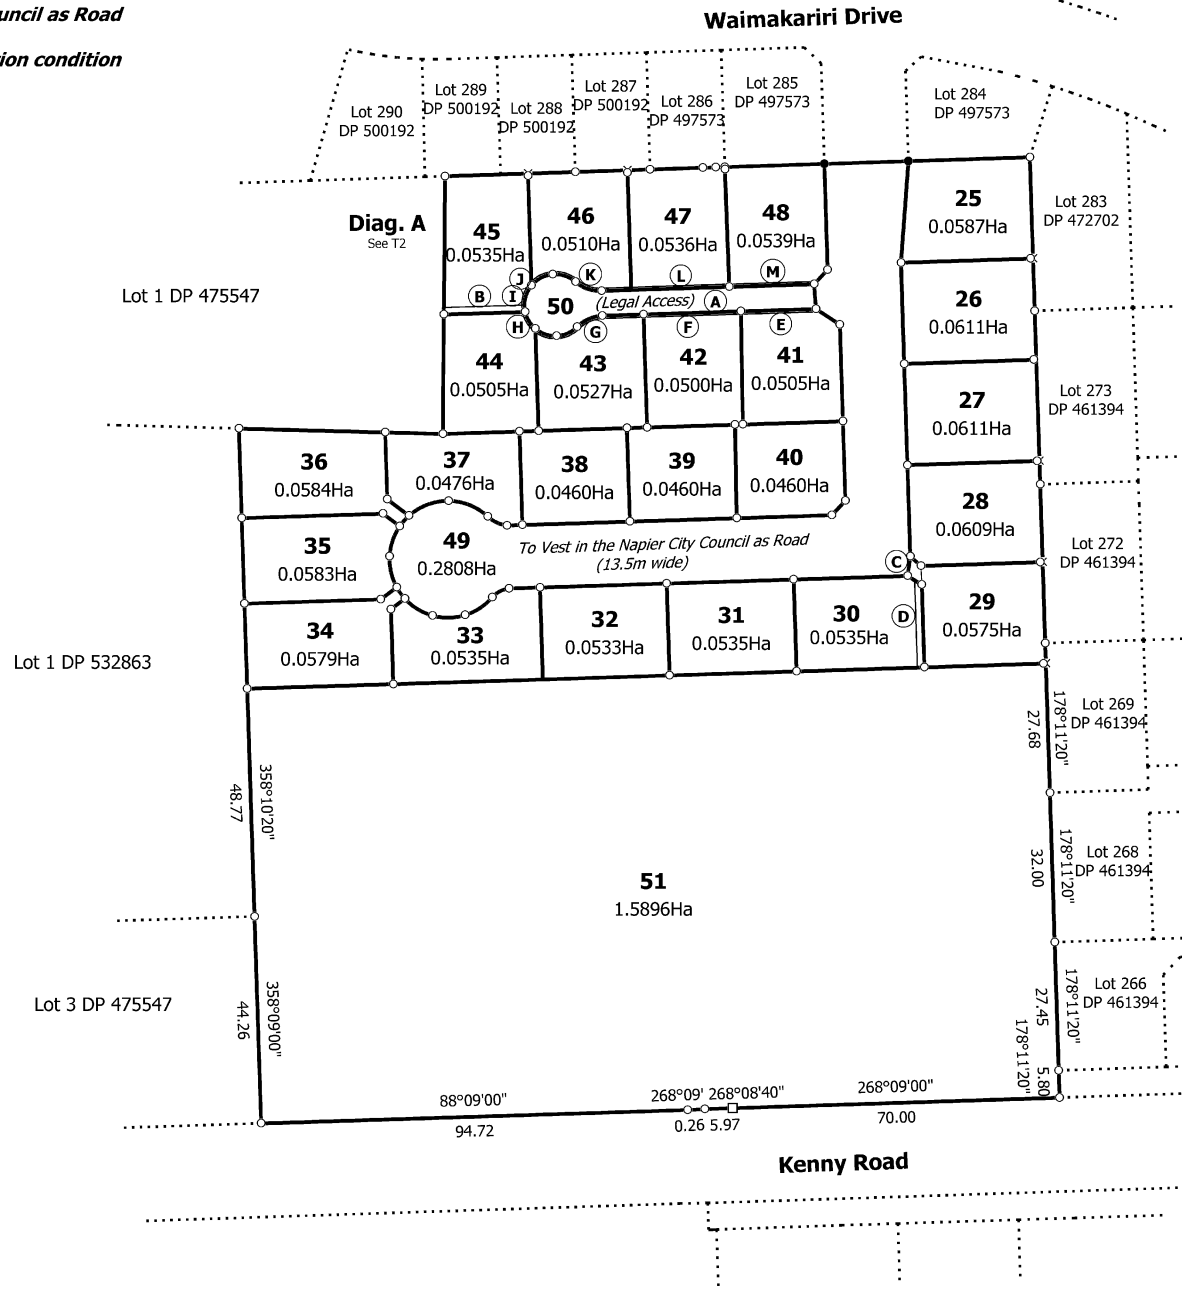 ouncil as Road
Waimakariri Drive
ion condition
Lot 290
DP 500192
Lot 289
DP 500192
Lot 288
DP 500192
Lot 287
DP 500192
Lot 286
DP 497573
Lot 285
DP 497573
Lot 284
DP 497573
Diag. A
See T2
45
0.0535Ha
46
0.0510Ha
47
0.0536Ha
48
0.0539Ha
25
0.0587Ha
Lot 283
DP 472702
Lot 1 DP 475547
J
K
L
M
B
I
50
(Legal Access)
A
H
G
F
E
26
0.0611Ha
44
0.0505Ha
43
0.0527Ha
42
0.0500Ha
41
0.0505Ha
27
0.0611Ha
Lot 273
DP 461394
36
0.0584Ha
37
0.0476Ha
38
0.0460Ha
39
0.0460Ha
40
0.0460Ha
28
0.0609Ha
35
0.0583Ha
49
0.2808Ha
To Vest in the Napier City Council as Road
(13.5m wide)
C
Lot 272
DP 461394
34
0.0579Ha
33
0.0535Ha
32
0.0533Ha
31
0.0535Ha
30
0.0535Ha
D
29
0.0575Ha
Lot 1 DP 532863
27.68
178°11'20"
Lot 269
DP 461394
48.77
358°10'20"
51
1.5896Ha
32.00
178°11'20"
Lot 268
DP 461394
Lot 3 DP 475547
44.26
358°09'00"
27.45
178°11'20"
Lot 266
DP 461394
178°11'20"
5.80
88°09'00"
268°09'
268°08'40"
268°09'00"
94.72
0.26
5.97
70.00
Kenny Road